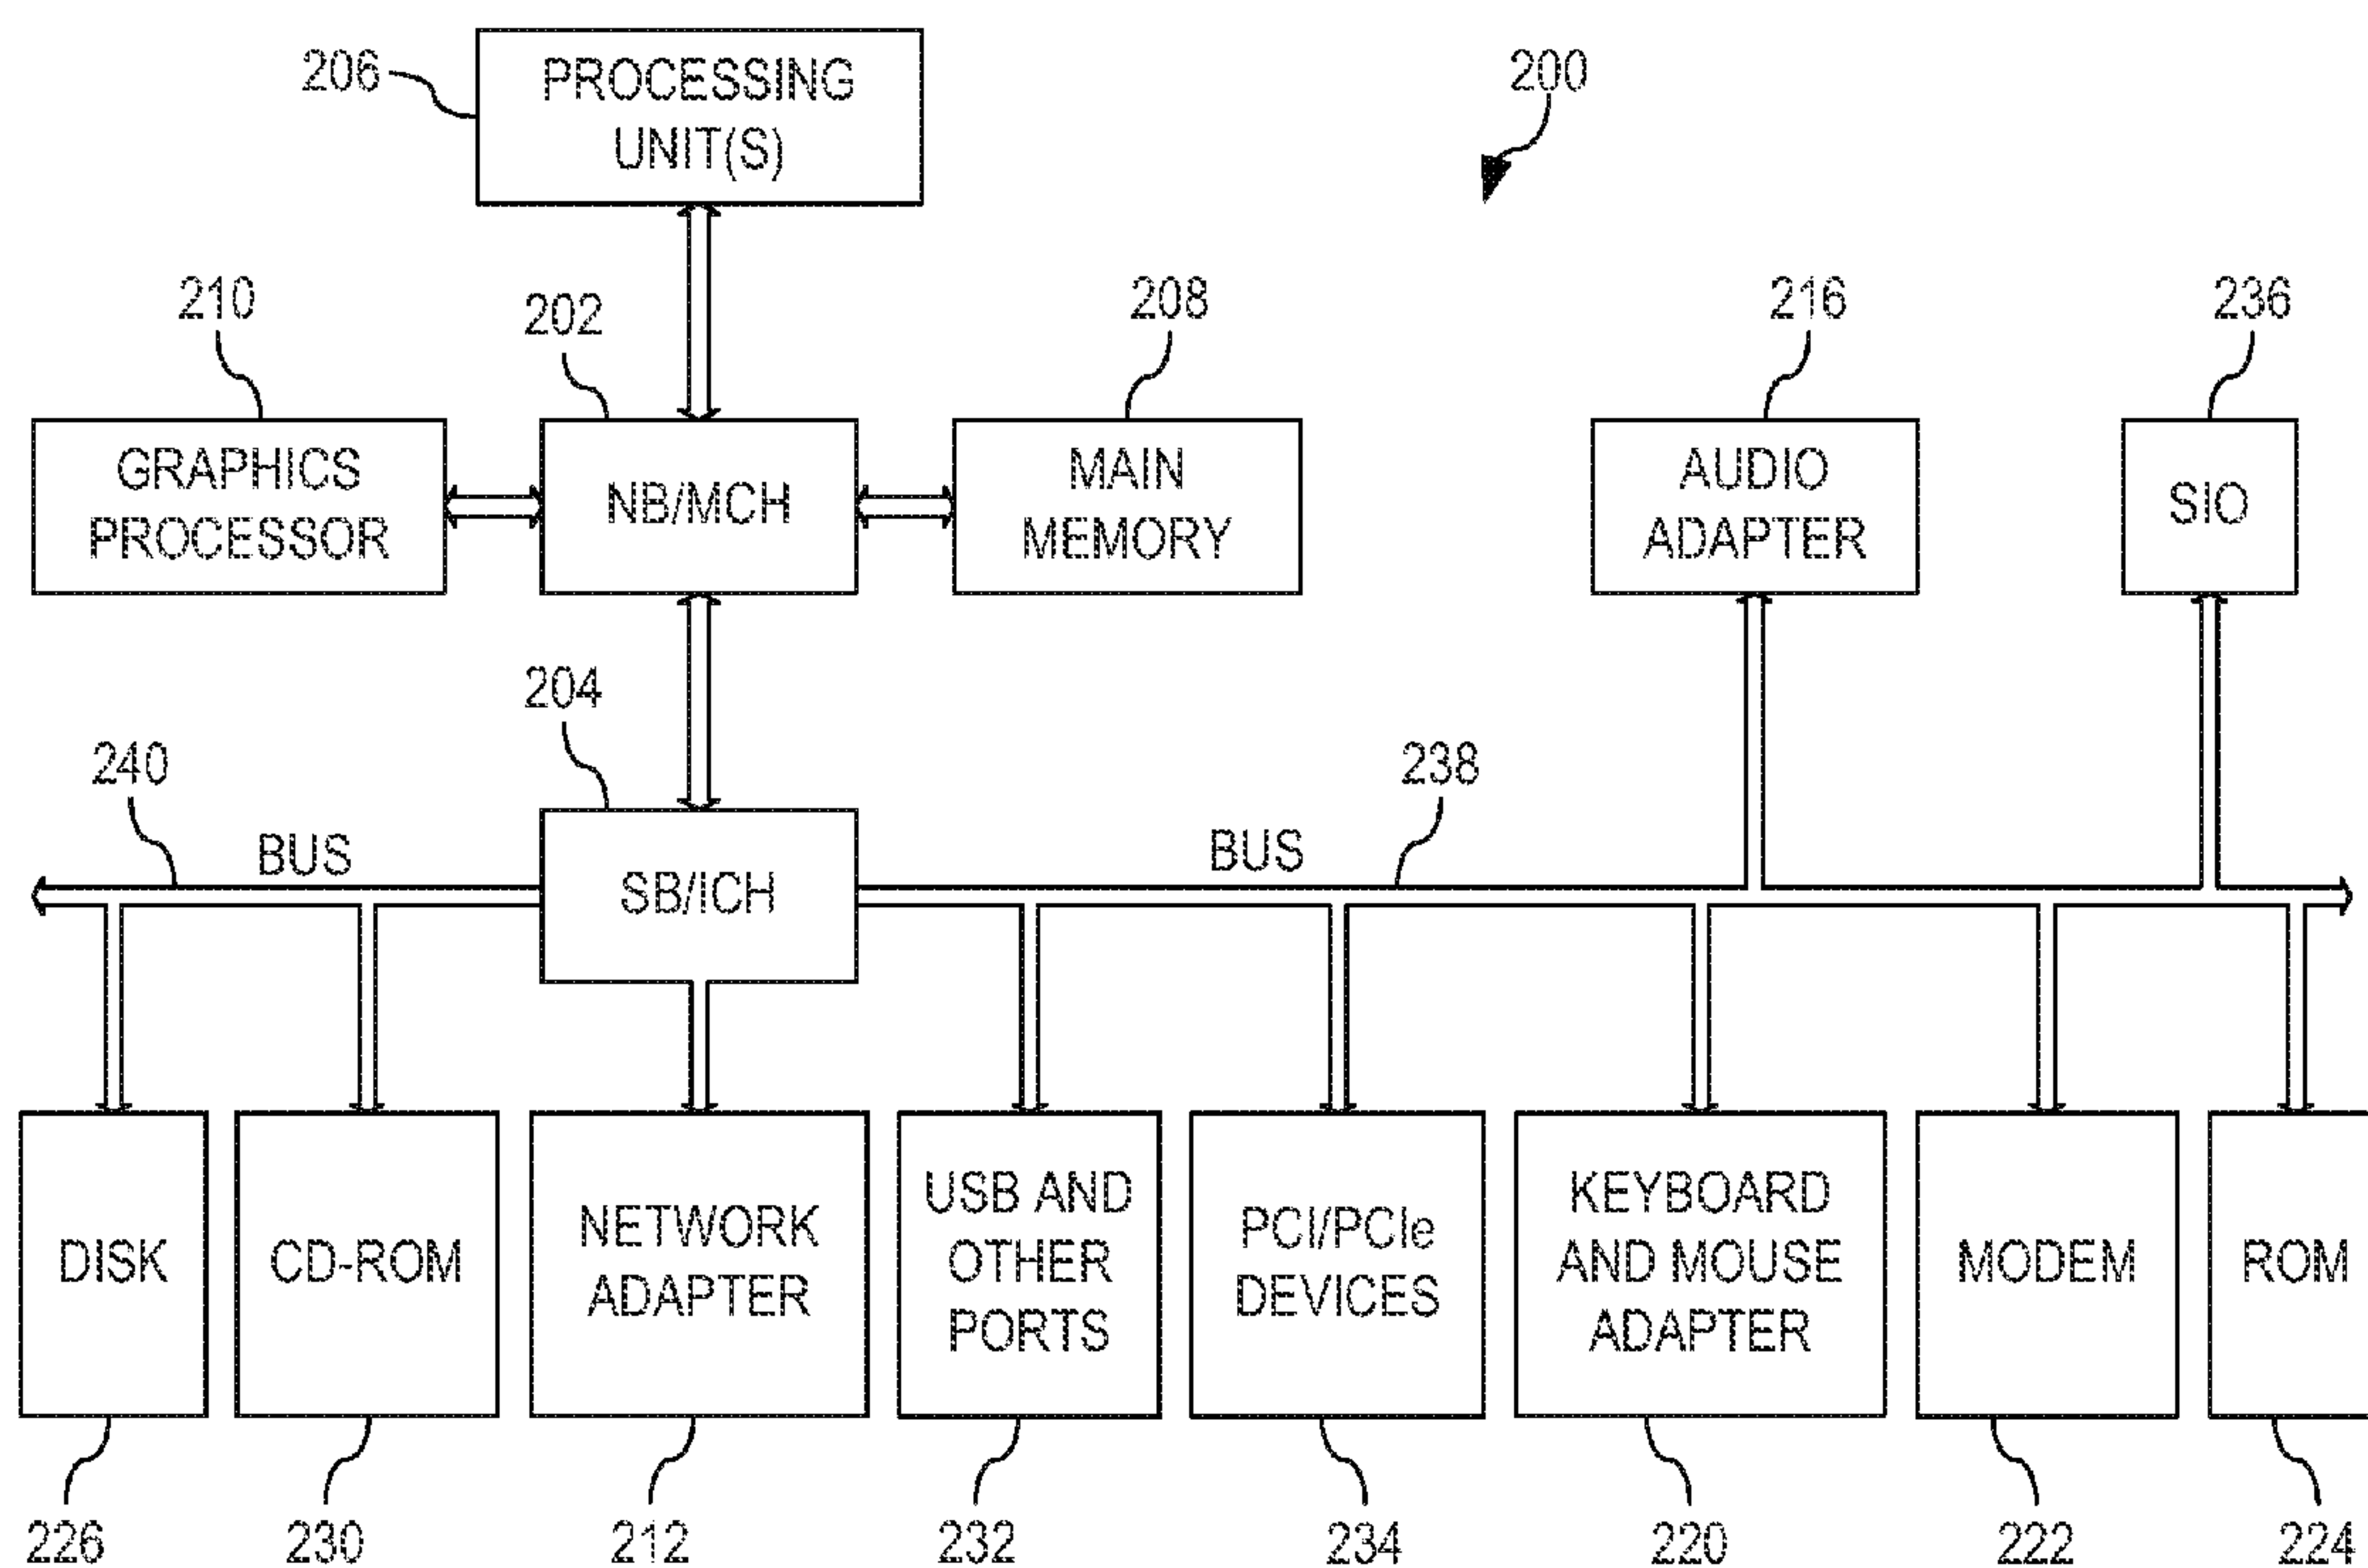 206
PROCESSING
UNIT(S)
200
210
202
208
216
236
GRAPHICS
PROCESSOR
NB/MCH
MAIN
MEMORY
AUDIO
ADAPTER
SIO
204
240
238
BUS
BUS
SB/ICH
DISK
CD-ROM
NETWORK
ADAPTER
USB AND
OTHER
PORTS
PCI/PCIe
DEVICES
KEYBOARD
AND MOUSE
ADAPTER
MODEM
ROM
226
230
212
232
234
220
222
224